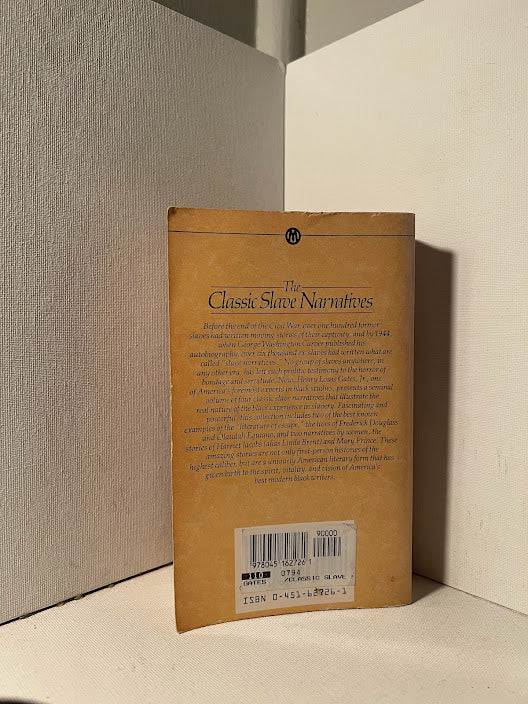 The
Classic Slave Narratives
Before the end of the Civil War, over one hundred former
slaves had written moving stories of their captivity, and by 1944,
when George Washington Carver published his
autobiography, over six thousand ex-slaves had written what are
called "slave narratives." No group of slaves anywhere, in
any other era, has left such prolific testimony to the horror of
bondage and servitude. Now, Henry Louis Gates, Jr., one
of America's foremost experts in black studies, presents a seminal
volume of four classic slave narratives that illustrate the
real nature of the black experience in slavery. Fascinating and
powerful, this collection includes two of the best known
examples of the "literature of escape," the lives of Frederick Douglass
and Olaudah Equiano, and two narratives by women, the
stories of Harriet Jacobs (alias Linda Brent) and Mary Prince. These
amazing stories are not only first-person histories of the
highest caliber, but are a uniquely American literary form that has
given birth to the spirit, vitality, and vision of America's
best modern black writers.
90000
9780451627261
110 0794
GATES /CLASSIC SLAVE
ISBN 0-451-62726-1